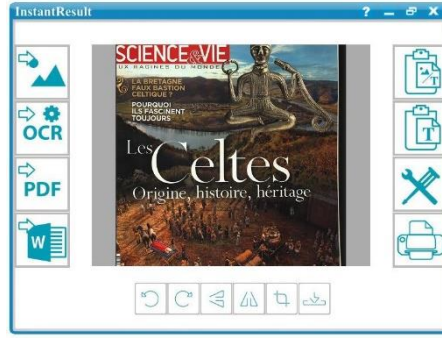 InstantResult
?
SCIENCE&VIE
AUX RACINES DU MONDE
LA BRETAGNE
FAUX BASTION
CELTIQUE ?
POURQUOI
ILS FASCINENT
TOUJOURS
Les
Celtes
Origine, histoire, héritage
OCR
PDF
W
T
T